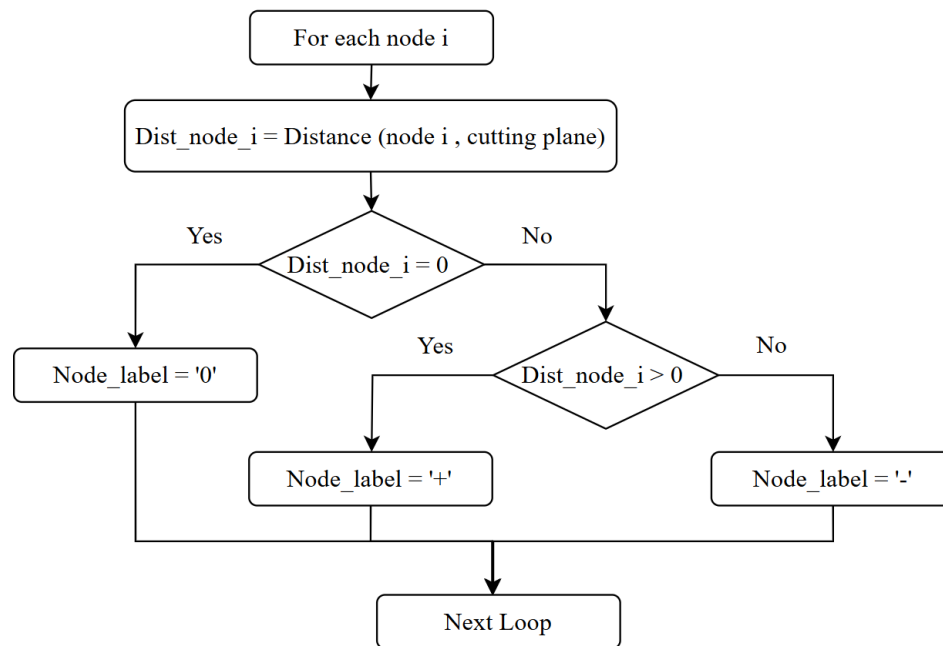 For each node i
Dist_node_i = Distance (node i , cutting plane)
Yes
No
Dist_node_i = 0
Yes
No
Node_label = '0'
Dist_node_i > 0
Node_label = '+'
Node_label = '-'
Next Loop